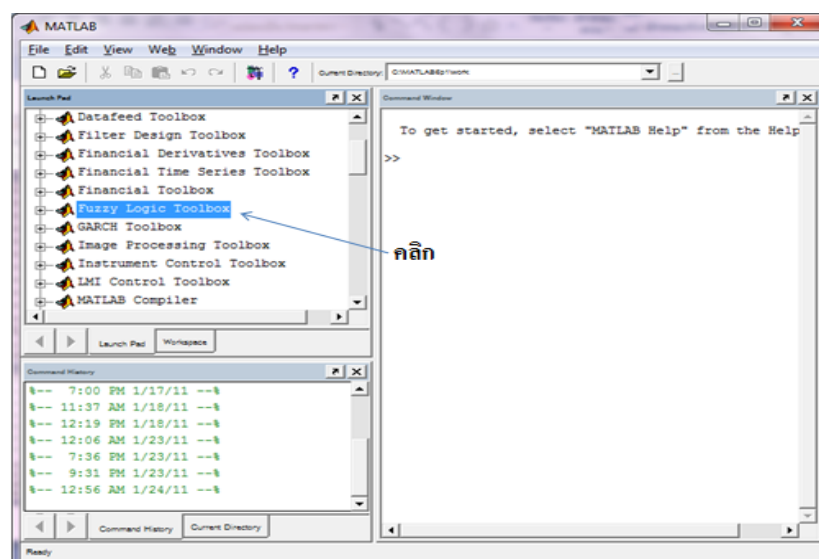 MATLAB
File Edit View Web Window Help
Current Directory: C:\MATLAB6p1\work
Launch Pad
Datafeed Toolbox
Filter Design Toolbox
Financial Derivatives Toolbox
Financial Time Series Toolbox
Financial Toolbox
Fuzzy Logic Toolbox
GARCH Toolbox
Image Processing Toolbox
Instrument Control Toolbox
LMI Control Toolbox
MATLAB Compiler
Launch Pad Workspace
Command History
%-- 7:00 PM 1/17/11 --%
%-- 11:37 AM 1/18/11 --%
%-- 12:19 PM 1/18/11 --%
%-- 12:06 AM 1/23/11 --%
%-- 7:36 PM 1/23/11 --%
%-- 9:31 PM 1/23/11 --%
%-- 12:56 AM 1/24/11 --%
Command History Current Directory
Command Window
To get started, select "MATLAB Help" from the Help
>>
คลิก
Ready